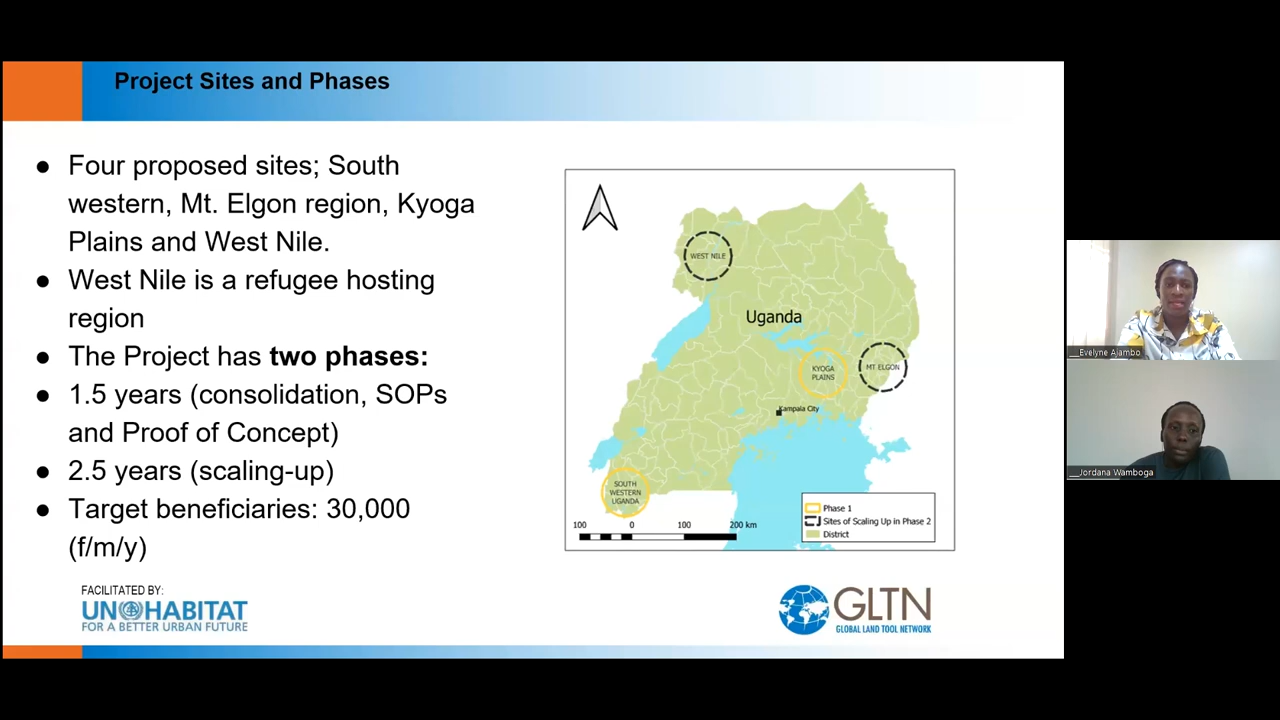 Project Sites and Phases
● Four proposed sites; South
western, Mt. Elgon region, Kyoga
Plains and West Nile.
● West Nile is a refugee hosting
region
● The Project has two phases:
● 1.5 years (consolidation, SOPs
and Proof of Concept)
● 2.5 years (scaling-up)
● Target beneficiaries: 30,000
(f/m/y)
WEST NILE
Uganda
KYOGA
PLAINS
MT ELGON
Kampala City
SOUTH
WESTERN
UGANDA
100 0 100 200 km
Phase 1
Sites of Scaling Up in Phase 2
District
FACILITATED BY:
UN HABITAT
FOR A BETTER URBAN FUTURE
GLTN
GLOBAL LAND TOOL NETWORK
__Evelyne Ajambo
__Jordana Wamboga